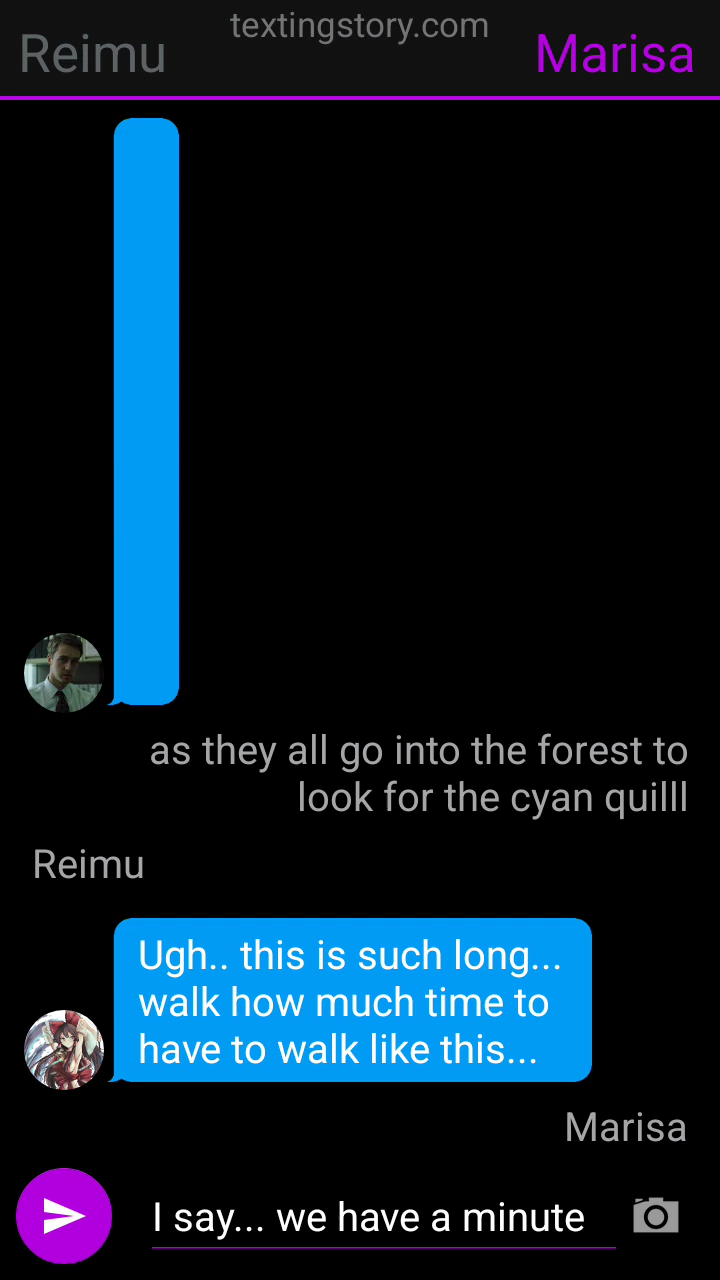 textingstory.com
Reimu
Marisa
as they all go into the forest to
look for the cyan quilll
Reimu
Ugh.. this is such long...
walk how much time to
have to walk like this...
Marisa
I say... we have a minute